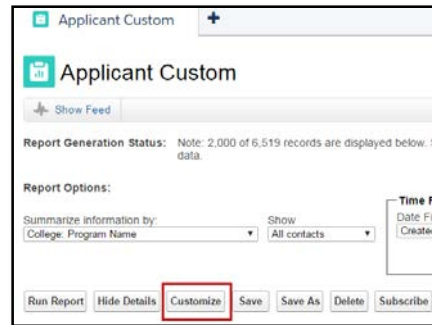 Applicant Custom +
Applicant Custom
Show Feed
Report Generation Status: Note: 2,000 of 6,519 records are displayed below.
data.
Report Options:
Time
Summarize information by: Show Date
College: Program Name All contacts Create
Run Report Hide Details Customize Save Save As Delete Subscribe